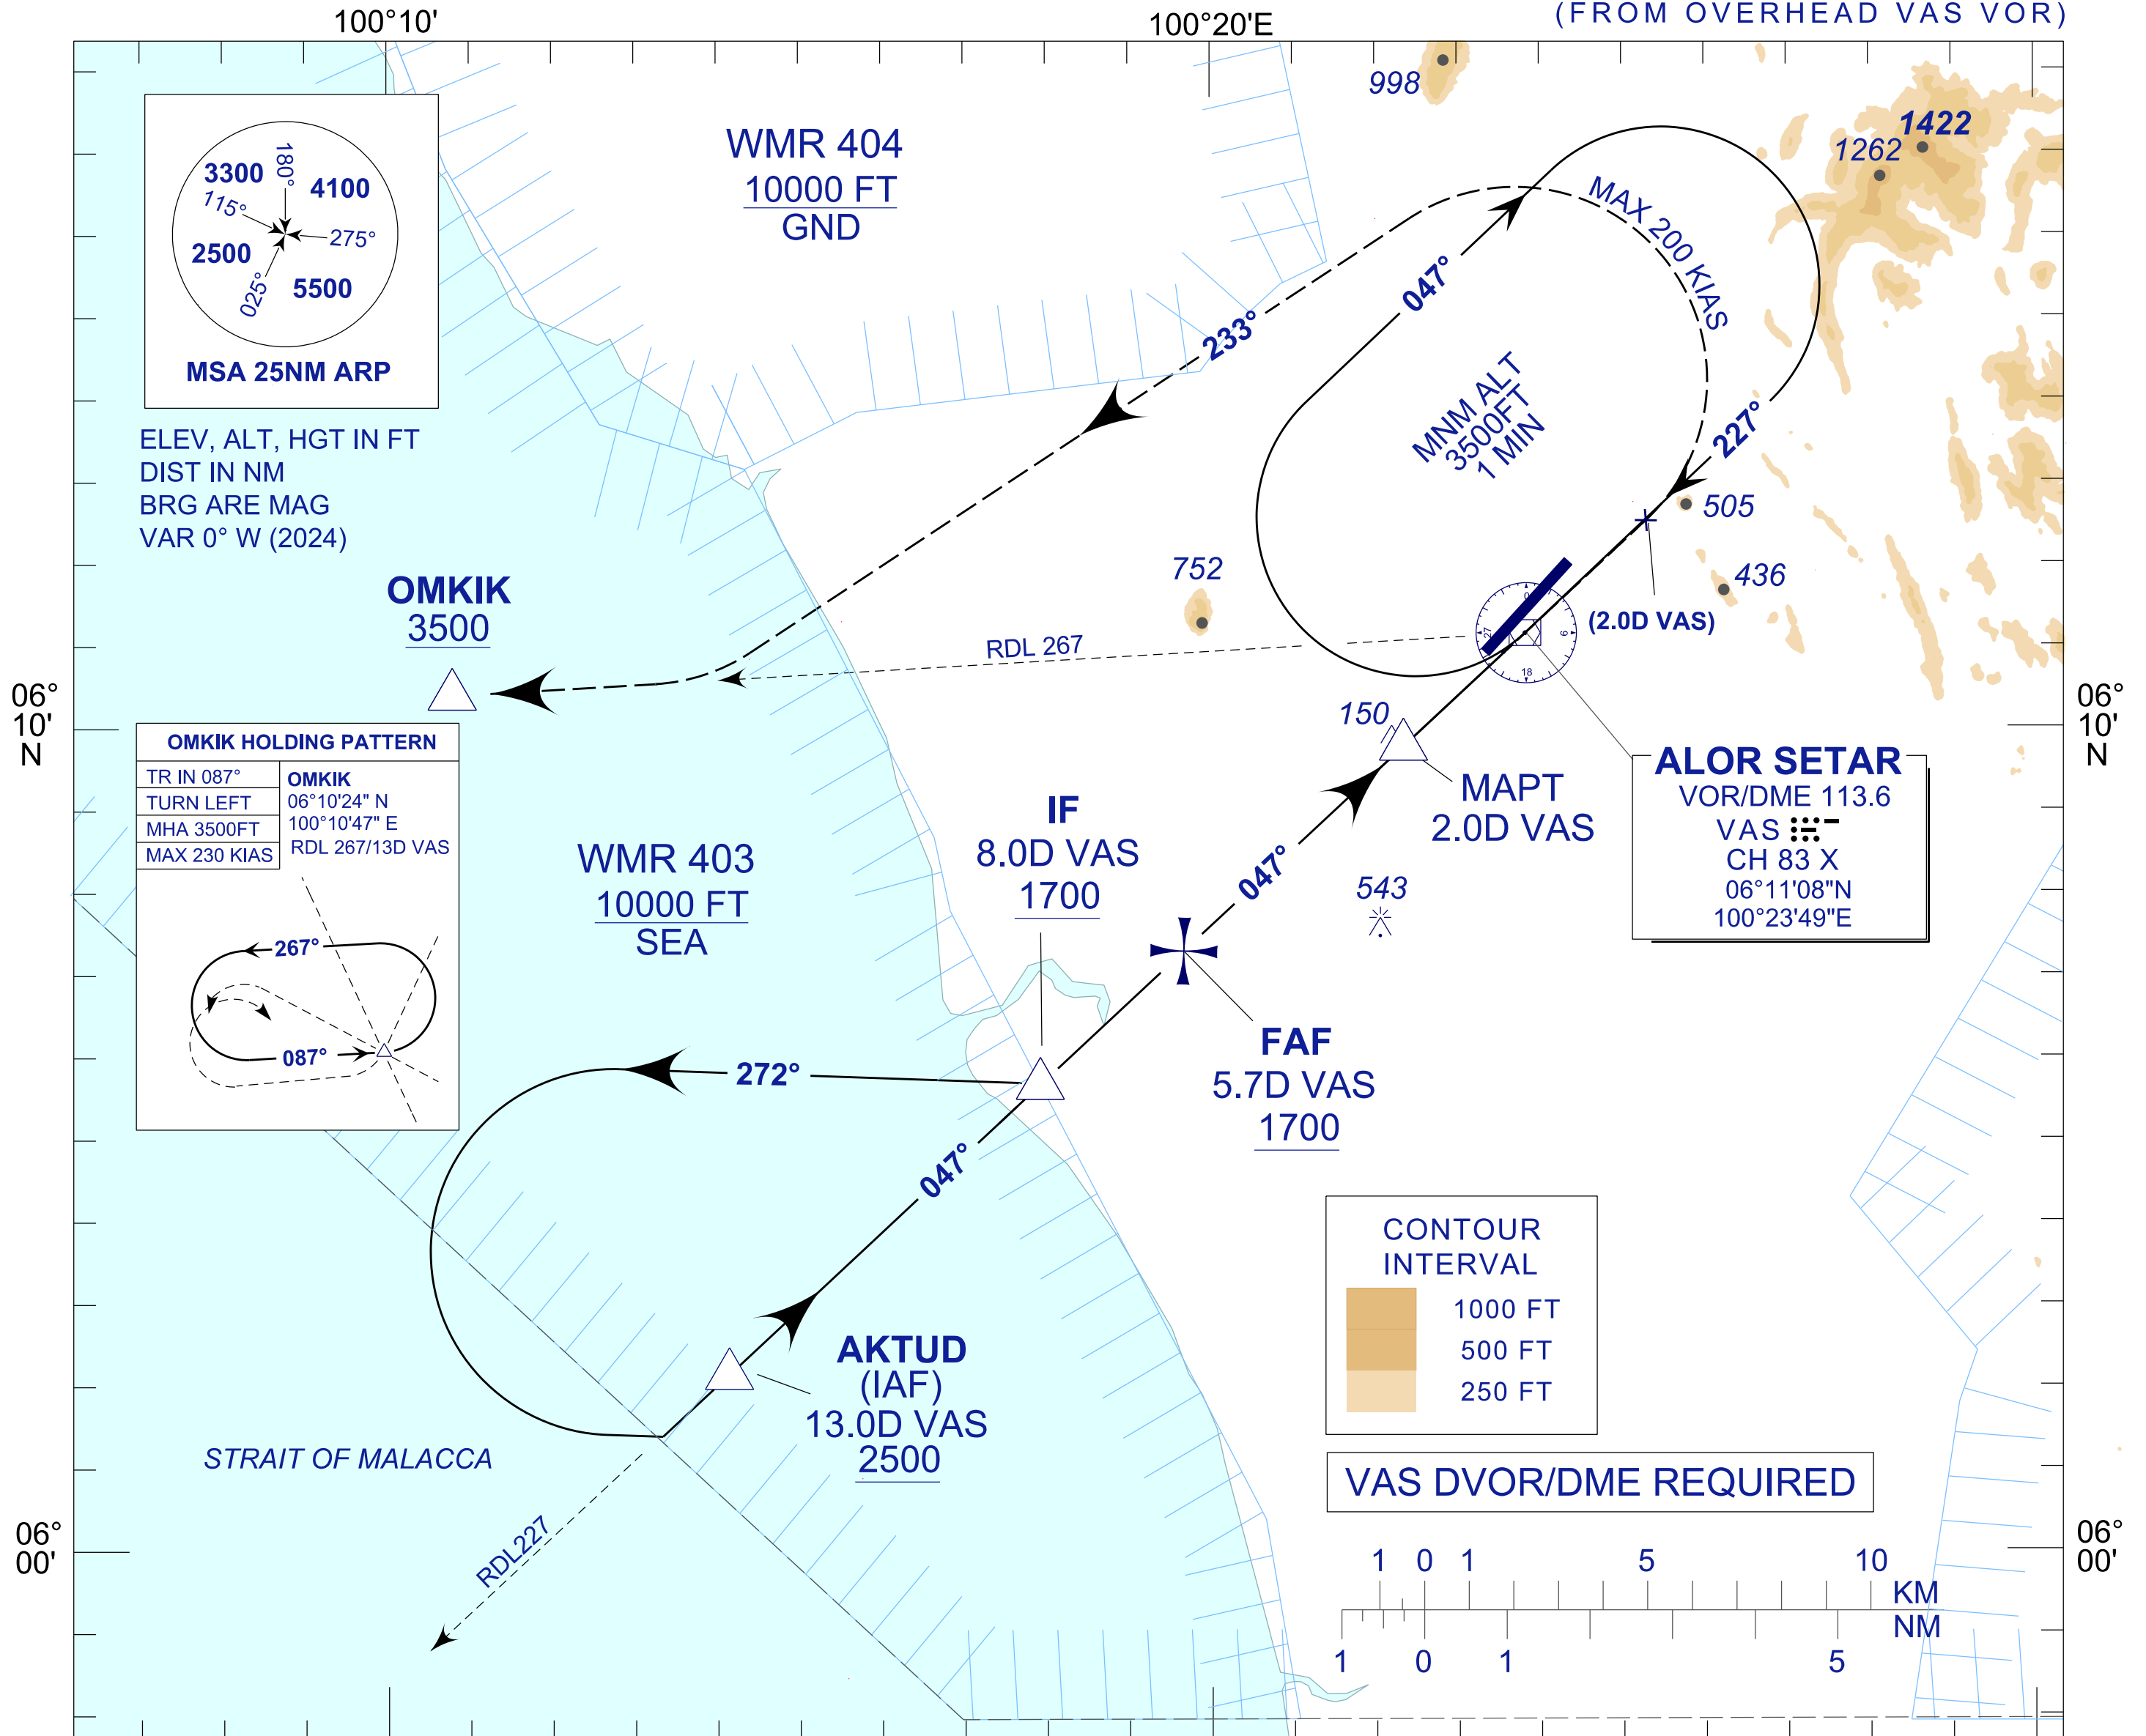 (FROM OVERHEAD VAS VOR)
100°10'
100°20'E
998
1422
1262
WMR 404
10000 FT
GND
3300
180°
4100
115°
275°
2500
025°
5500
MSA 25NM ARP
MAX 200 KIAS
047°
233°
227°
MNM ALT
3500FT
1 MIN
ELEV, ALT, HGT IN FT
DIST IN NM
BRG ARE MAG
VAR 0° W (2024)
505
436
752
(2.0D VAS)
OMKIK
3500
RDL 267
0
27
6
18
06°
10'
N
06°
10'
N
150
MAPT
2.0D VAS
ALOR SETAR
VOR/DME 113.6
VAS
CH 83 X
06°11'08"N
100°23'49"E
OMKIK HOLDING PATTERN
TR IN 087°
TURN LEFT
MHA 3500FT
MAX 230 KIAS
OMKIK
06°10'24" N
100°10'47" E
RDL 267/13D VAS
267°
087°
IF
8.0D VAS
1700
WMR 403
10000 FT
SEA
047°
543
FAF
5.7D VAS
1700
272°
047°
CONTOUR
INTERVAL
1000 FT
500 FT
250 FT
AKTUD
(IAF)
13.0D VAS
2500
STRAIT OF MALACCA
VAS DVOR/DME REQUIRED
RDL227
06°
00'
06°
00'
1 0 1 5 10
KM
NM
1 0 1 5